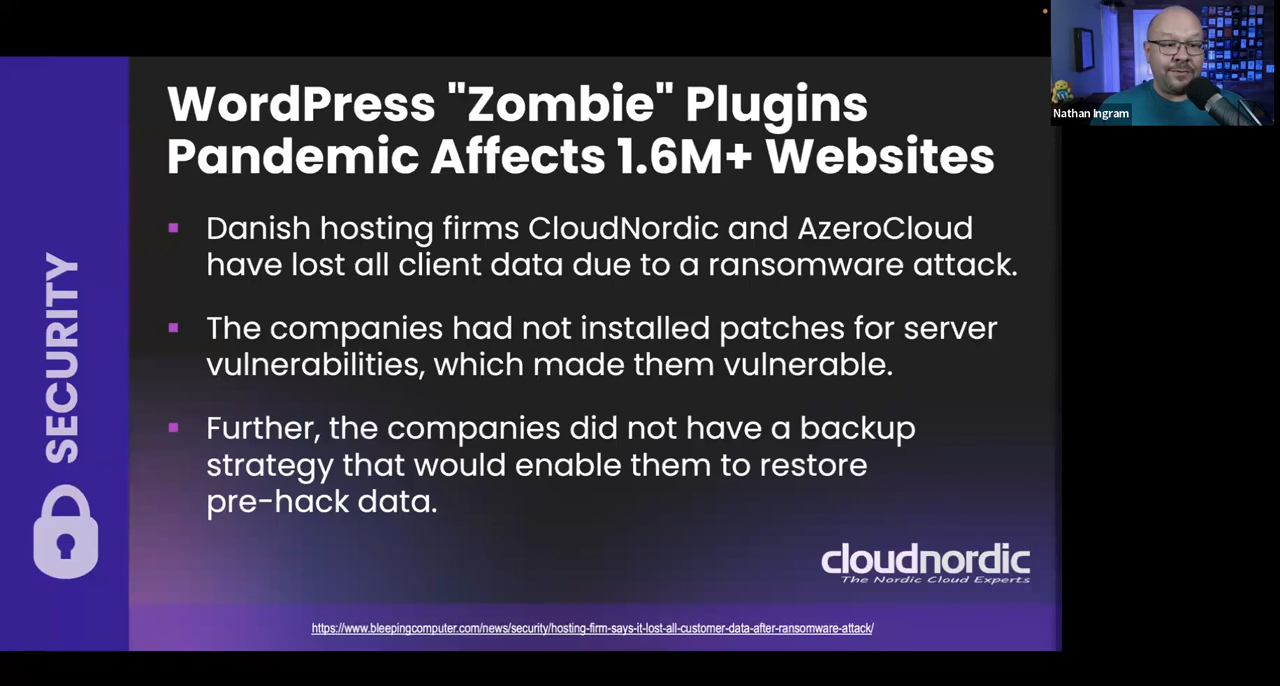 WordPress "Zombie" Plugins
Pandemic Affects 1.6M+ Websites
Danish hosting firms CloudNordic and AzeroCloud
have lost all client data due to a ransomware attack.
The companies had not installed patches for server
vulnerabilities, which made them vulnerable.
Further, the companies did not have a backup
strategy that would enable them to restore
pre-hack data.
SECURITY
cloudnordic
The Nordic Cloud Experts
https://www.bleepingcomputer.com/news/security/hosting-firm-says-it-lost-all-customer-data-after-ransomware-attack/
Nathan Ingram